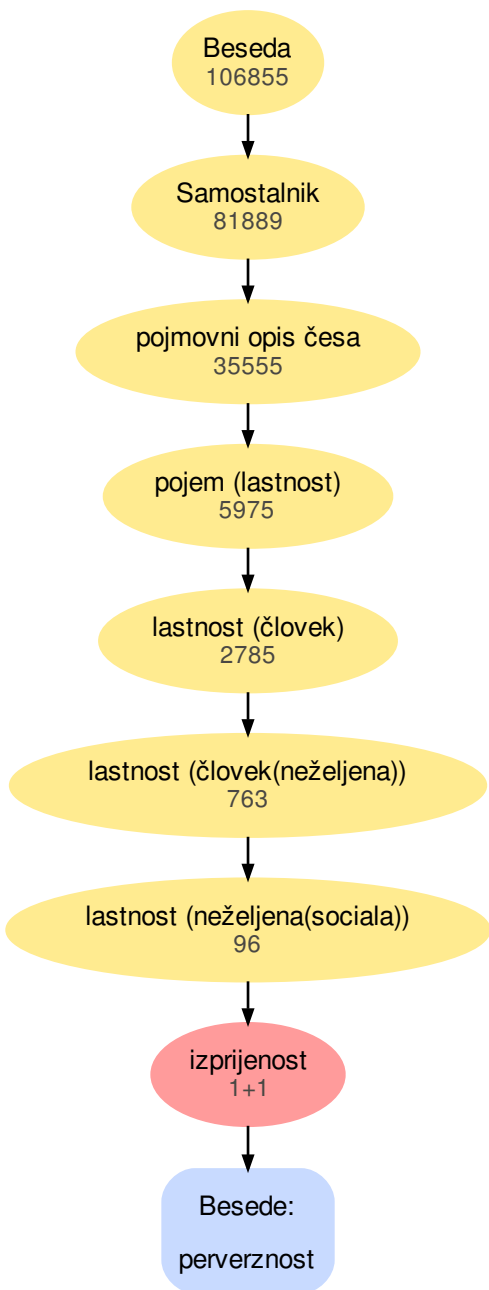 Beseda
106855
Samostalnik
81889
pojmovni opis česa
35555
pojem (lastnost)
5975
lastnost (človek)
2785
lastnost (človek(neželjena))
763
lastnost (neželjena(sociala))
96
izprijenost
1+1
Besede:
perverznost